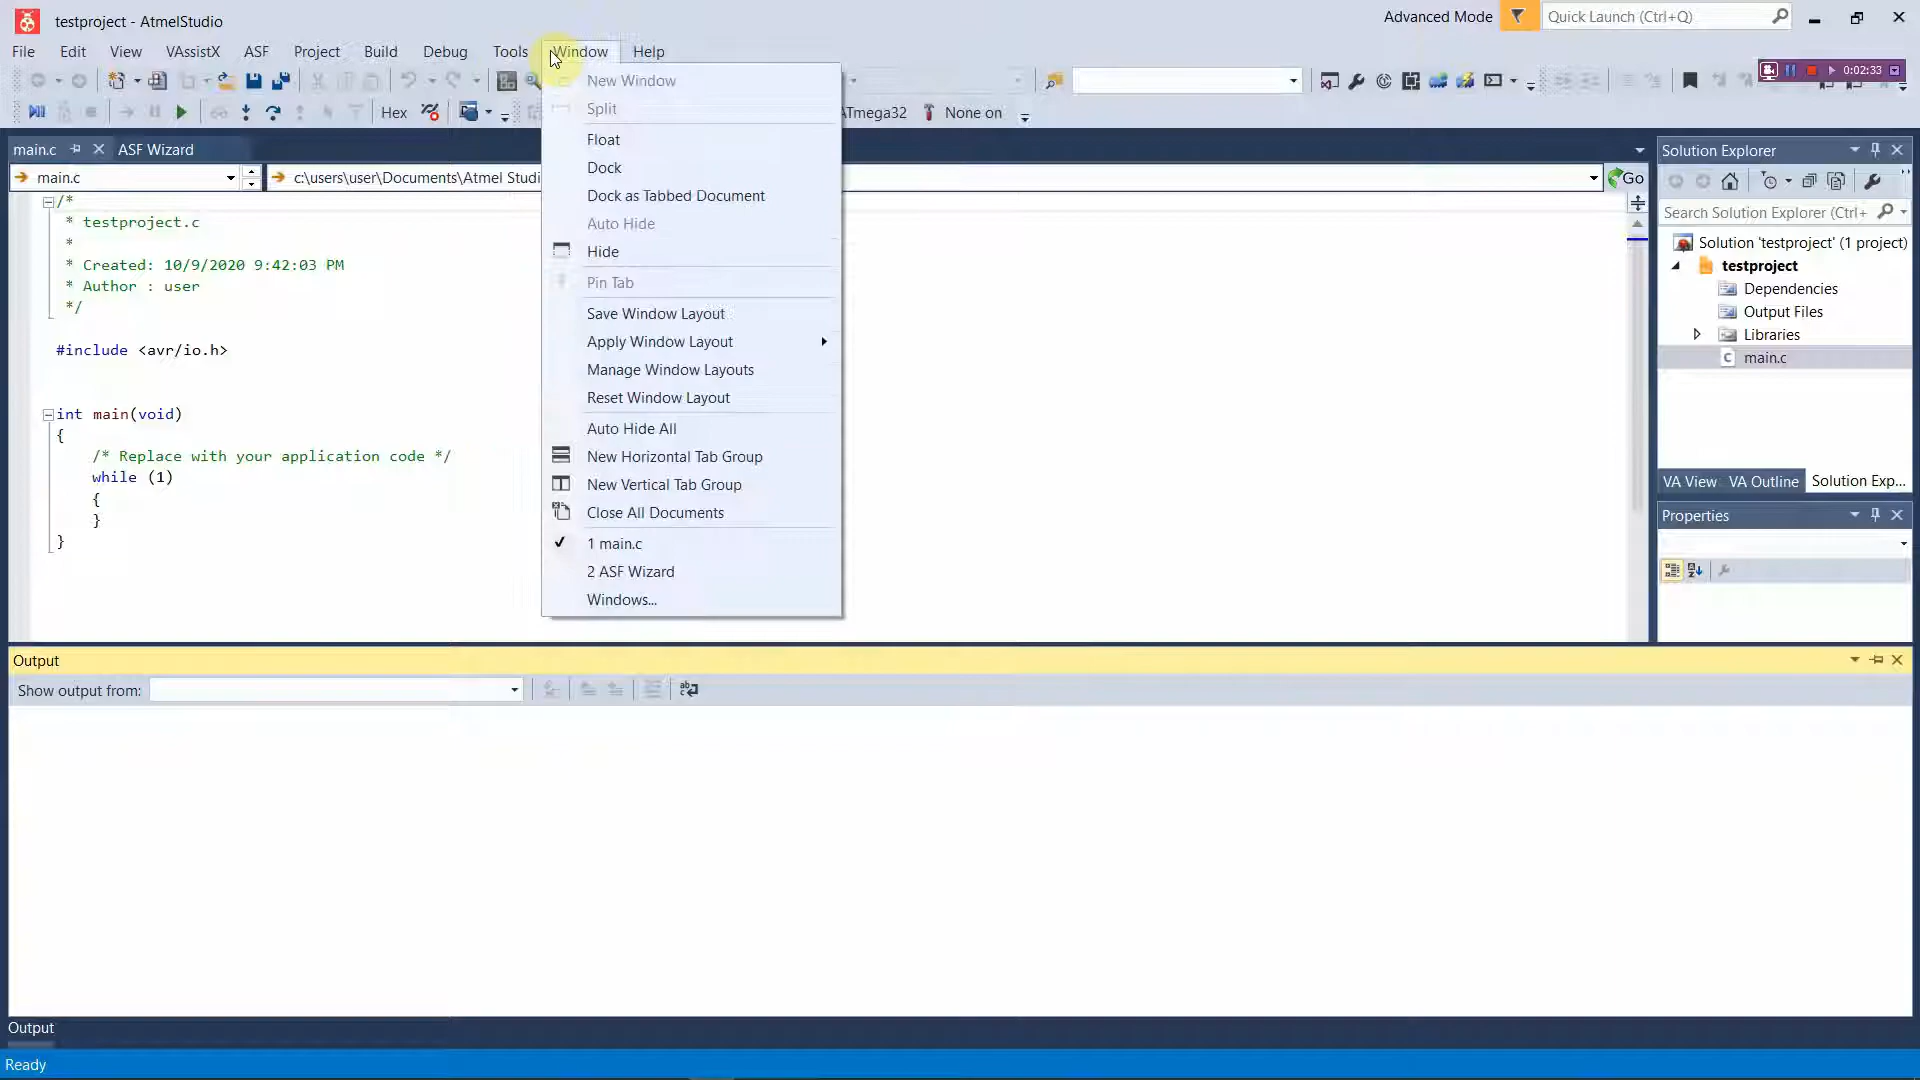 testproject - AtmelStudio
Advanced Mode
Quick Launch (Ctrl+Q)
File Edit View VAssistX ASF Project Build Debug Tools Window Help
0:02:33
Hex
ATmega32
None on
main.c
ASF Wizard
main.c
c:\users\user\Documents\Atmel Studi
Go
/*
* testproject.c
*
* Created: 10/9/2020 9:42:03 PM
* Author : user
*/
#include <avr/io.h>
int main(void)
{
/* Replace with your application code */
while (1)
{
}
}
New Window
Split
Float
Dock
Dock as Tabbed Document
Auto Hide
Hide
Pin Tab
Save Window Layout
Apply Window Layout
Manage Window Layouts
Reset Window Layout
Auto Hide All
New Horizontal Tab Group
New Vertical Tab Group
Close All Documents
1 main.c
2 ASF Wizard
Windows...
Solution Explorer
Search Solution Explorer (Ctrl+
Solution 'testproject' (1 project)
testproject
Dependencies
Output Files
Libraries
main.c
VA View VA Outline Solution Exp...
Properties
Output
Show output from:
Output
Ready